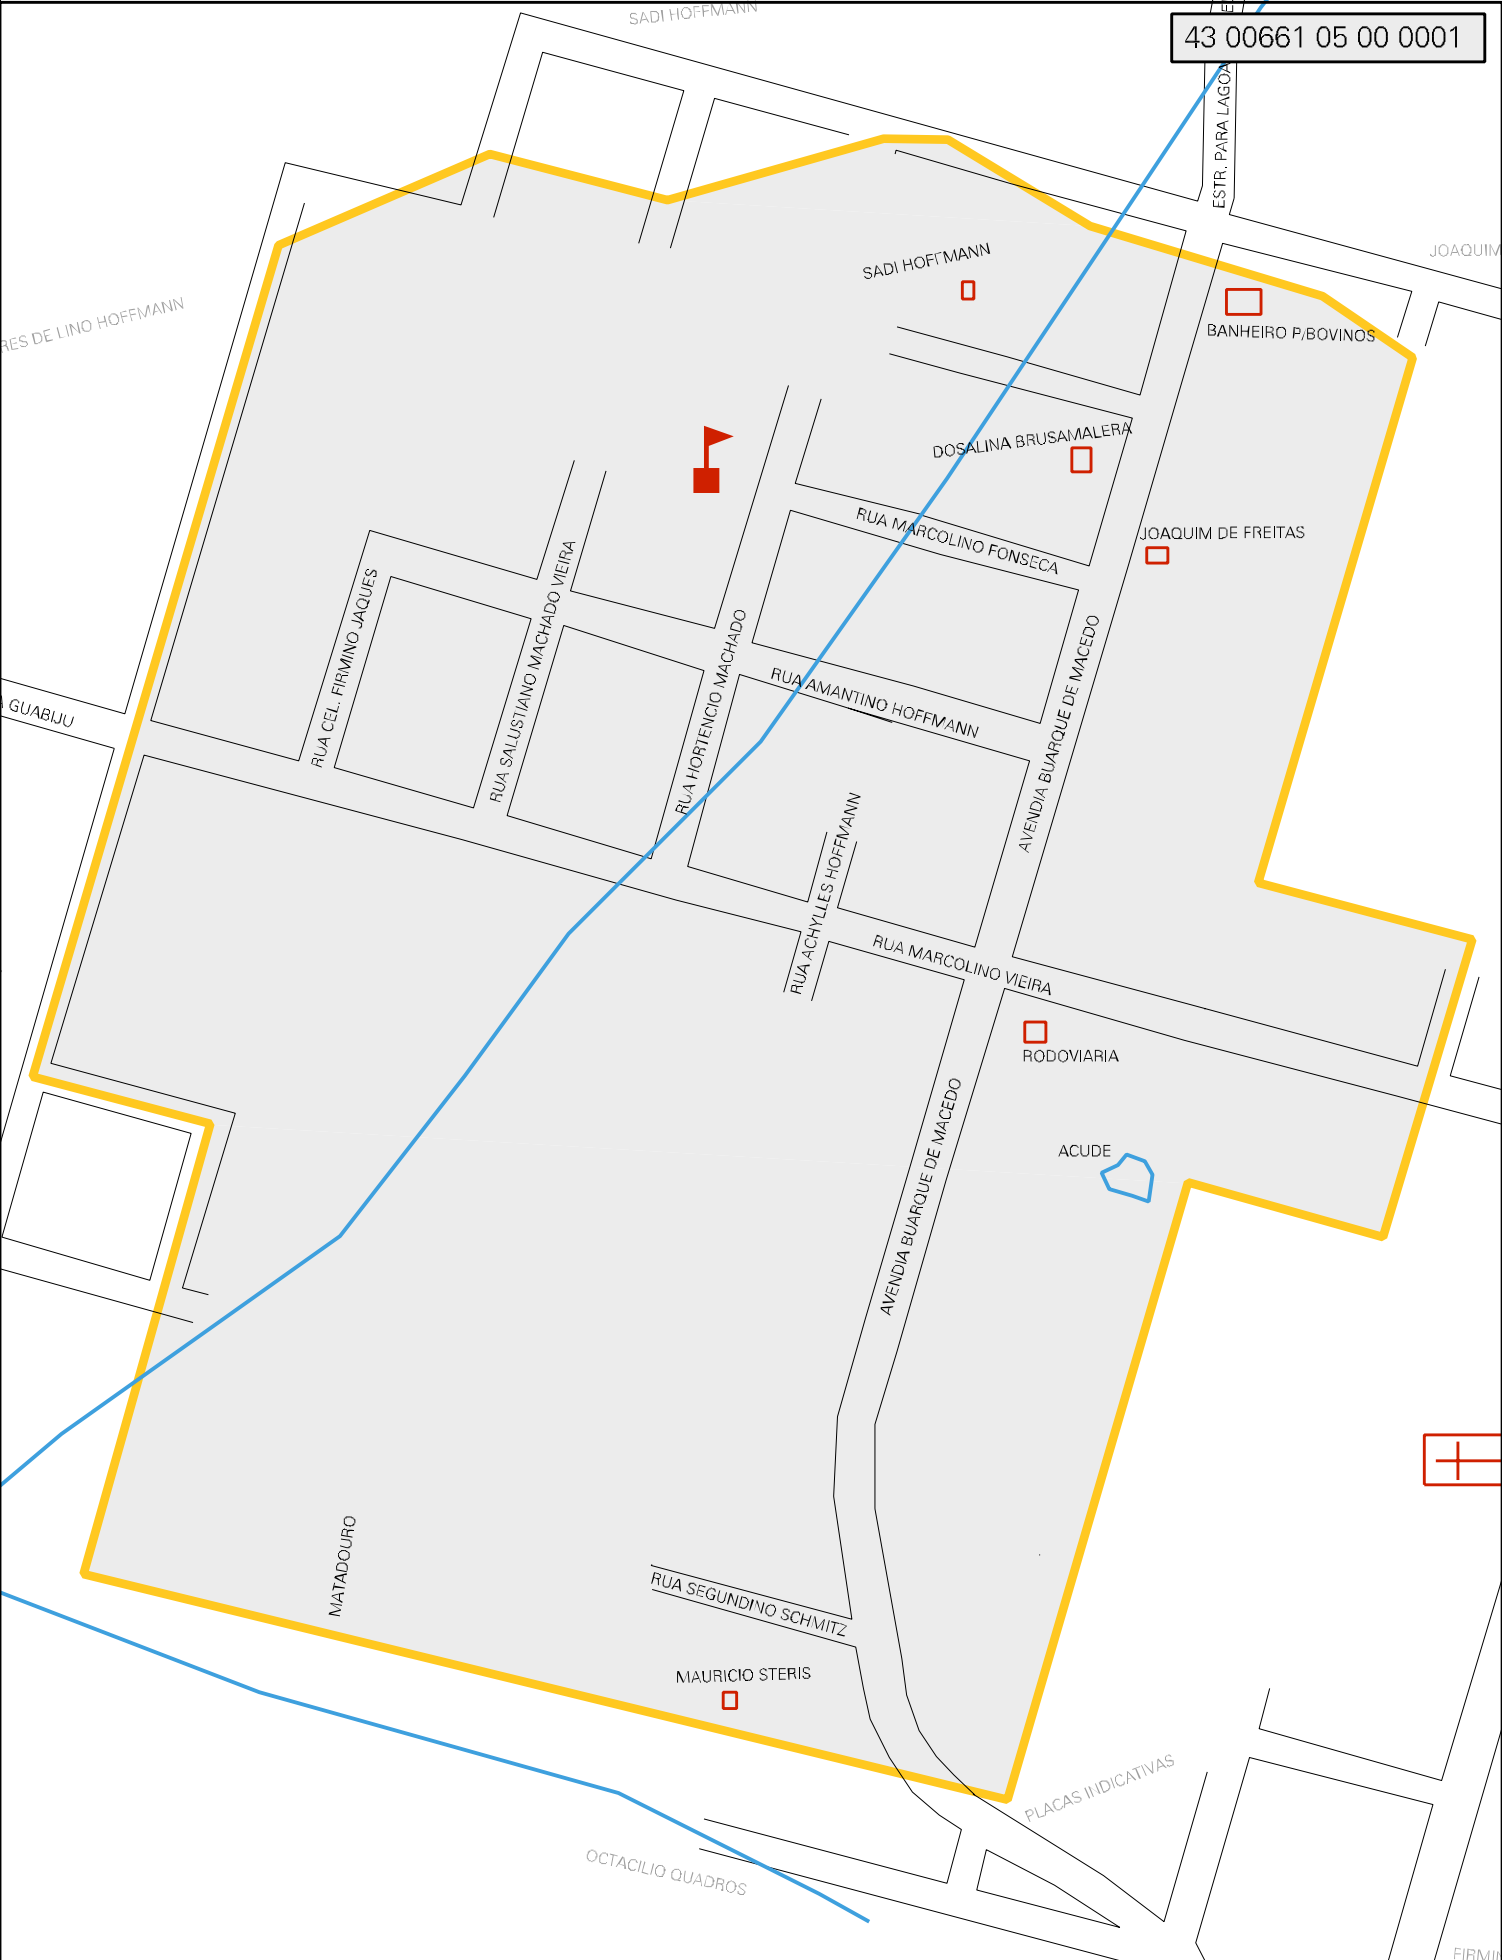 SADI HOFFMANN
43 00661 05 00 0001
ESTR. PARA LAGOA
JOAQUIM
SADI HOFFMANN
RES DE LINO HOFFMANN
BANHEIRO P/BOVINOS
DOSALINA BRUSAMALERA
RUA MARCOLINO FONSECA
JOAQUIM DE FREITAS
RUA CEL. FIRMINO JAQUES
RUA SALUSTIANO MACHADO VIEIRA
RUA HORTENCIO MACHADO
RUA AMANTINO HOFFMANN
AVENDIA BUARQUE DE MACEDO
GUABIJU
RUA ACHYLLES HOFFMANN
RUA MARCOLINO VIEIRA
RODOVIARIA
AVENDIA BUARQUE DE MACEDO
ACUDE
MATADOURO
RUA SEGUNDINO SCHMITZ
MAURICIO STERIS
PLACAS INDICATIVAS
OCTACILIO QUADROS
FIRMIN